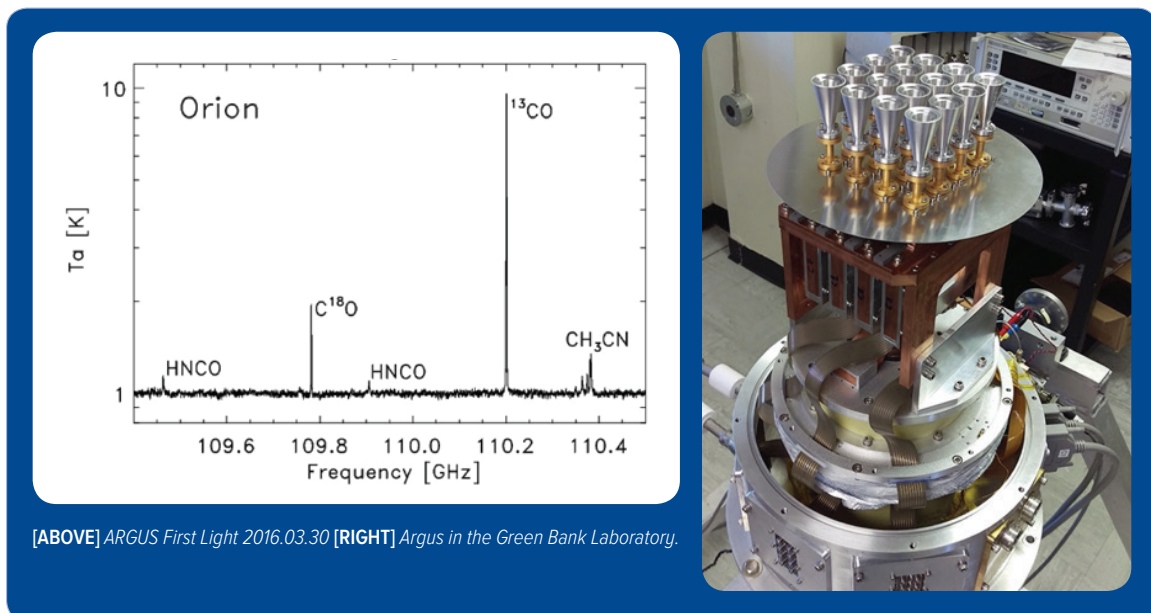 10
Orion
¹³CO
Ta [K]
C¹⁸O
CH₃CN
HNCO
HNCO
1
109.6 109.8 110.0 110.2 110.4
Frequency [GHz]
[ABOVE] ARGUS First Light 2016.03.30 [RIGHT] Argus in the Green Bank Laboratory.